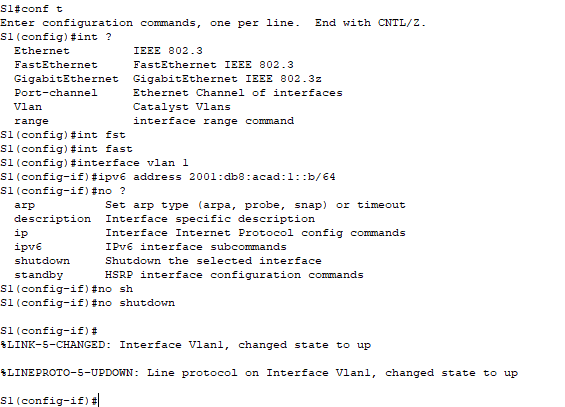 S1#conf t
Enter configuration commands, one per line.  End with CNTL/Z.
S1(config)#int ?
  Ethernet         IEEE 802.3
  FastEthernet     FastEthernet IEEE 802.3
  GigabitEthernet  GigabitEthernet IEEE 802.3z
  Port-channel     Ethernet Channel of interfaces
  Vlan             Catalyst Vlans
  range            interface range command
S1(config)#int fst
S1(config)#int fast
S1(config)#interface vlan 1
S1(config-if)#ipv6 address 2001:db8:acad:1::b/64
S1(config-if)#no ?
  arp          Set arp type (arpa, probe, snap) or timeout
  description  Interface specific description
  ip           Interface Internet Protocol config commands
  ipv6         IPv6 interface subcommands
  shutdown     Shutdown the selected interface
  standby      HSRP interface configuration commands
S1(config-if)#no sh
S1(config-if)#no shutdown

S1(config-if)#
%LINK-5-CHANGED: Interface Vlan1, changed state to up

%LINEPROTO-5-UPDOWN: Line protocol on Interface Vlan1, changed state to up

S1(config-if)#